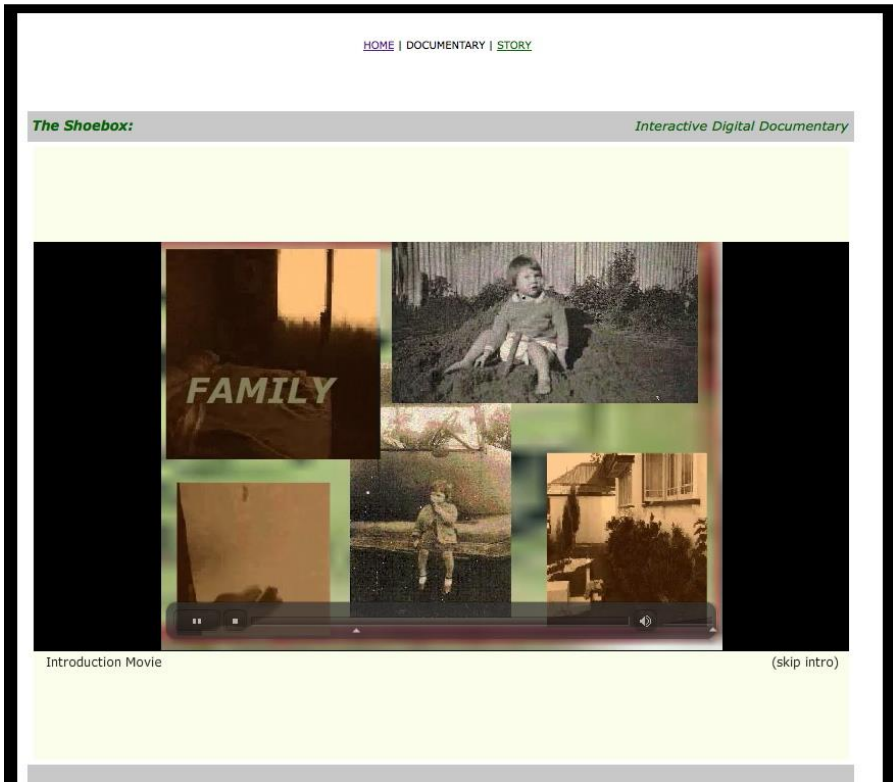 HOME | DOCUMENTARY | STORY
The Shoebox: Interactive Digital Documentary
FAMILY
Introduction Movie (skip intro)